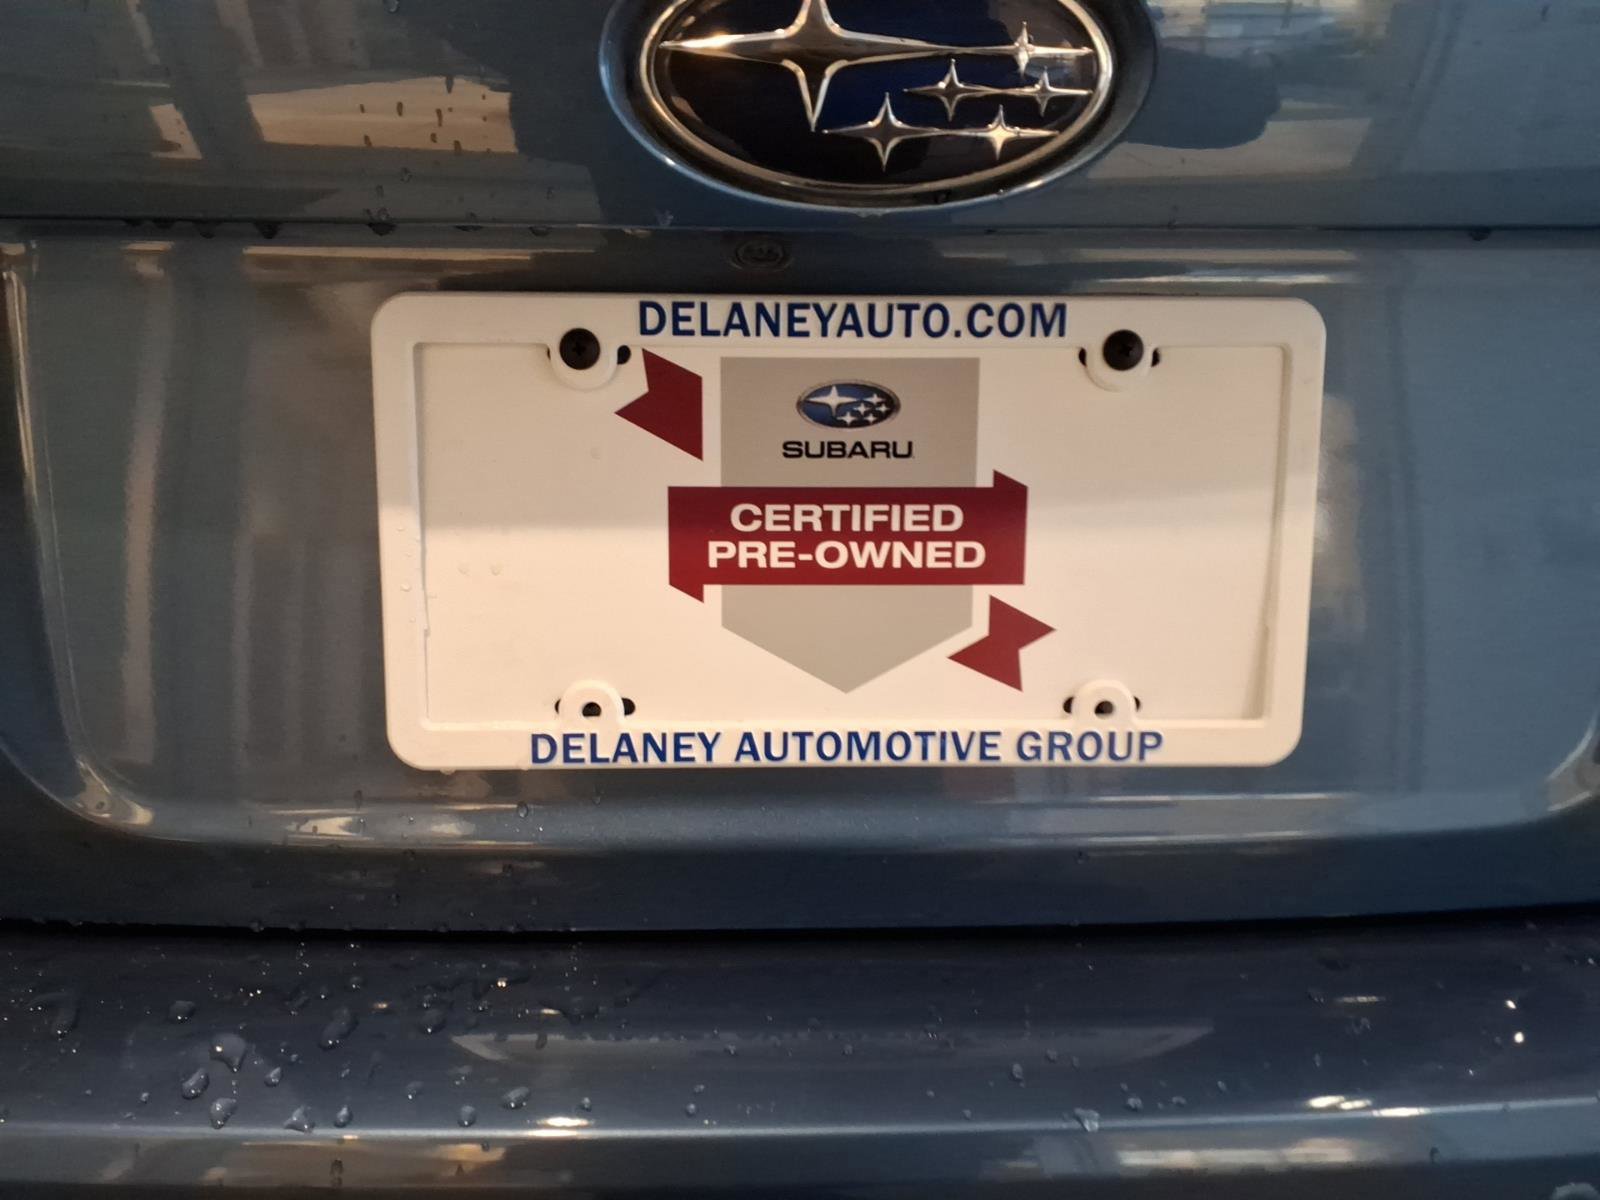 DELANEYAUTO.COM
SUBARU
CERTIFIED
PRE-OWNED
DELANEY AUTOMOTIVE GROUP